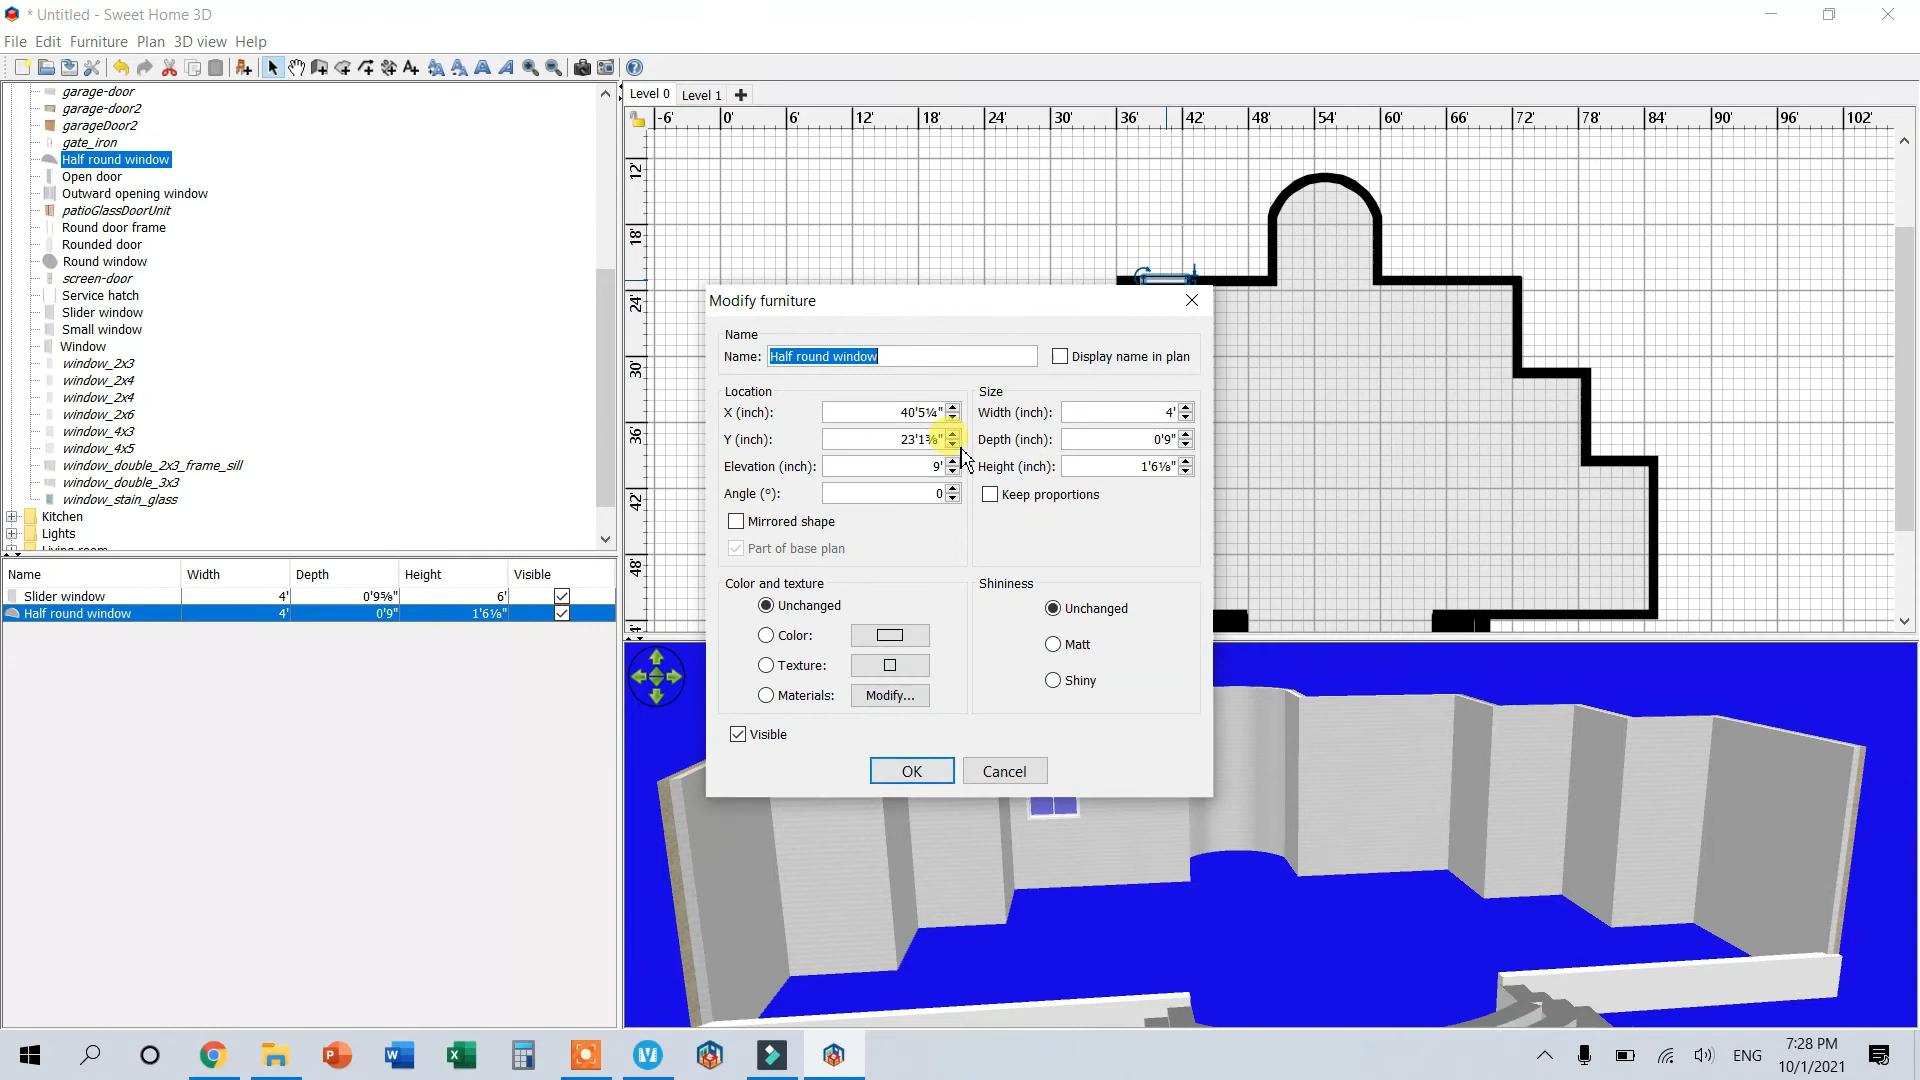 * Untitled - Sweet Home 3D
File Edit Furniture Plan 3D view Help
garage-door
garage-door2
garageDoor2
gate_iron
Half round window
Open door
Outward opening window
patioGlassDoorUnit
Round door frame
Rounded door
Round window
screen-door
Service hatch
Slider window
Small window
Window
window_2x3
window_2x4
window_2x4
window_2x6
window_4x3
window_4x5
window_double_2x3_frame_sill
window_double_3x3
window_stain_glass
Kitchen
Lights
Living room
Name Width Depth Height Visible
Slider window 4' 0'9⅝" 6'
Half round window 4' 0'9" 1'6⅛"
Level 0 Level 1
-6' 0' 6' 12' 18' 24' 30' 36' 42' 48' 54' 60' 66' 72' 78' 84' 90' 96' 102'
12'
18'
24'
30'
36'
42'
48'
Modify furniture
Name
Name: Half round window Display name in plan
Location
X (inch): 40'5¼"
Y (inch): 23'1⅜"
Elevation (inch): 9'
Angle (º): 0
Mirrored shape
Part of base plan
Size
Width (inch): 4'
Depth (inch): 0'9"
Height (inch): 1'6⅛"
Keep proportions
Color and texture
Unchanged
Color:
Texture:
Materials: Modify...
Shininess
Unchanged
Matt
Shiny
Visible
OK Cancel
ENG
7:28 PM
10/1/2021